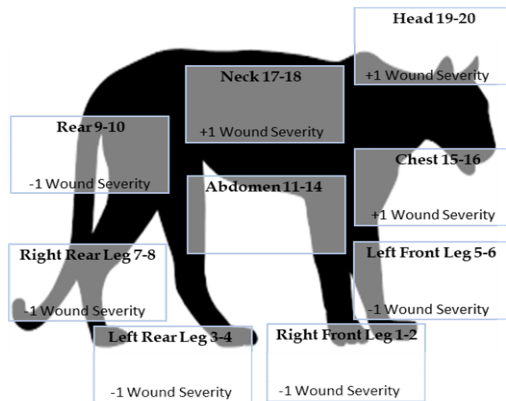 Head 19-20
+1 Wound Severity
Neck 17-18
+1 Wound Severity
Rear 9-10
-1 Wound Severity
Chest 15-16
+1 Wound Severity
Abdomen 11-14
Right Rear Leg 7-8
-1 Wound Severity
Left Front Leg 5-6
-1 Wound Severity
Left Rear Leg 3-4
-1 Wound Severity
Right Front Leg 1-2
-1 Wound Severity